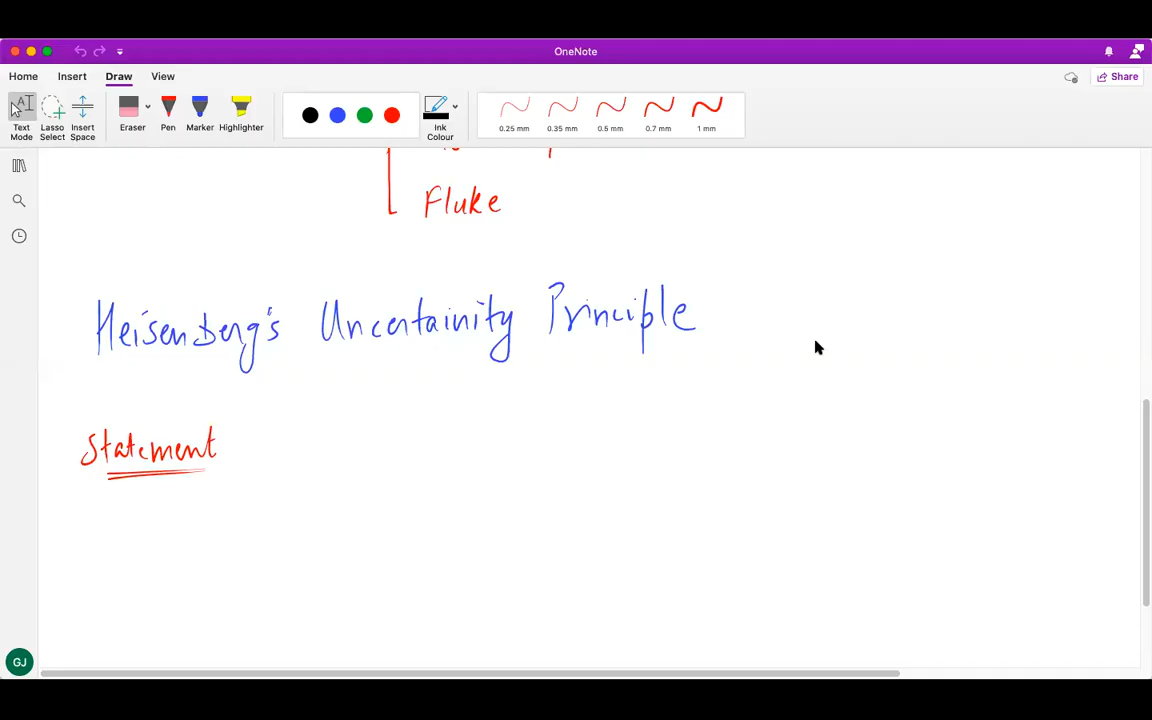 OneNote
Home Insert Draw View Share
Text Mode Lasso Select Insert Space Eraser Pen Marker Highlighter Ink Colour 0.25 mm 0.35 mm 0.5 mm 0.7 mm 1 mm
Fluke
Heisenberg's Uncertainity Principle
Statement
GJ